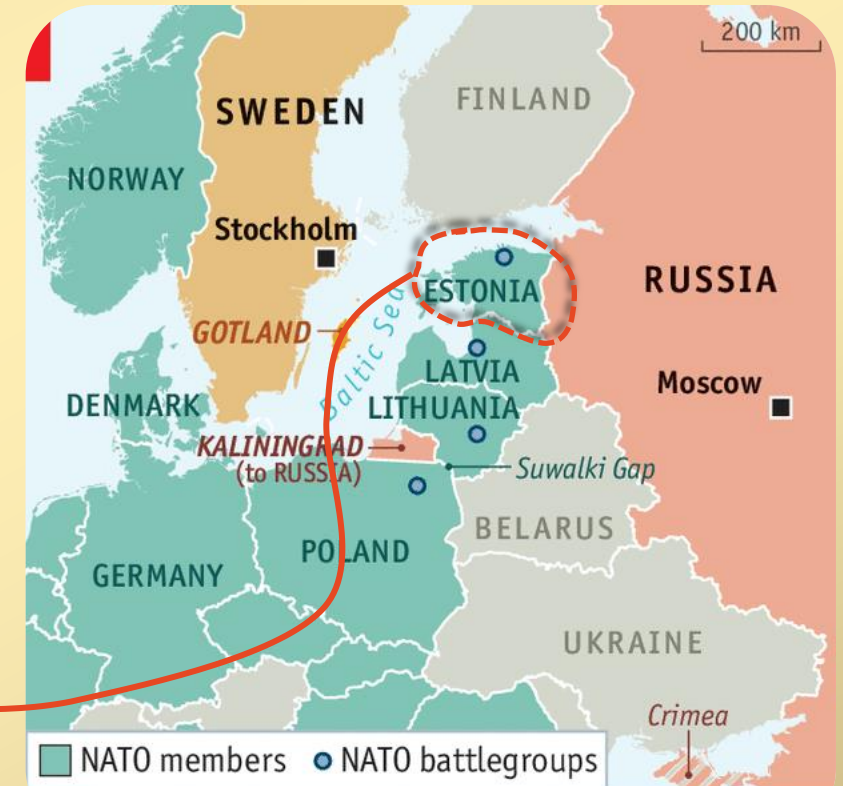 200 km
SWEDEN
FINLAND
NORWAY
Stockholm
ESTONIA
RUSSIA
GOTLAND
Baltic Sea
LATVIA
Moscow
DENMARK
LITHUANIA
KALININGRAD
(to RUSSIA)
Suwalki Gap
BELARUS
POLAND
GERMANY
UKRAINE
Crimea
NATO members
NATO battlegroups